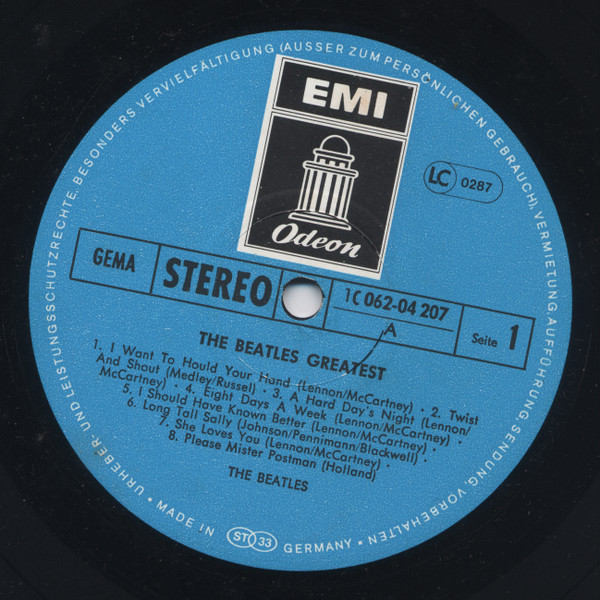 URHEBER- UND LEISTUNGSSCHUTZRECHTE, BESONDERS VERVIELFÄLTIGUNG (AUSSER ZUM PERSÖNLICHEN GEBRAUCH), VERMIETUNG, AUFFÜHRUNG, SENDUNG, VORBEHALTEN
EMI
Odeon
LC 0287
GEMA STEREO 1C 062-04 207 A Seite 1
THE BEATLES GREATEST
1. I Want To Hould Your Hand (Lennon/McCartney) · 2. Twist
And Shout (Medley/Russel) · 3. A Hard Day's Night (Lennon/
McCartney) · 4. Eight Days A Week (Lennon/McCartney) ·
5. I Should Have Known Better (Lennon/McCartney) ·
6. Long Tall Sally (Johnson/Pennimann/Blackwell) ·
7. She Loves You (Lennon/McCartney) ·
8. Please Mister Postman (Holland)
THE BEATLES
• MADE IN ST 33 GERMANY •